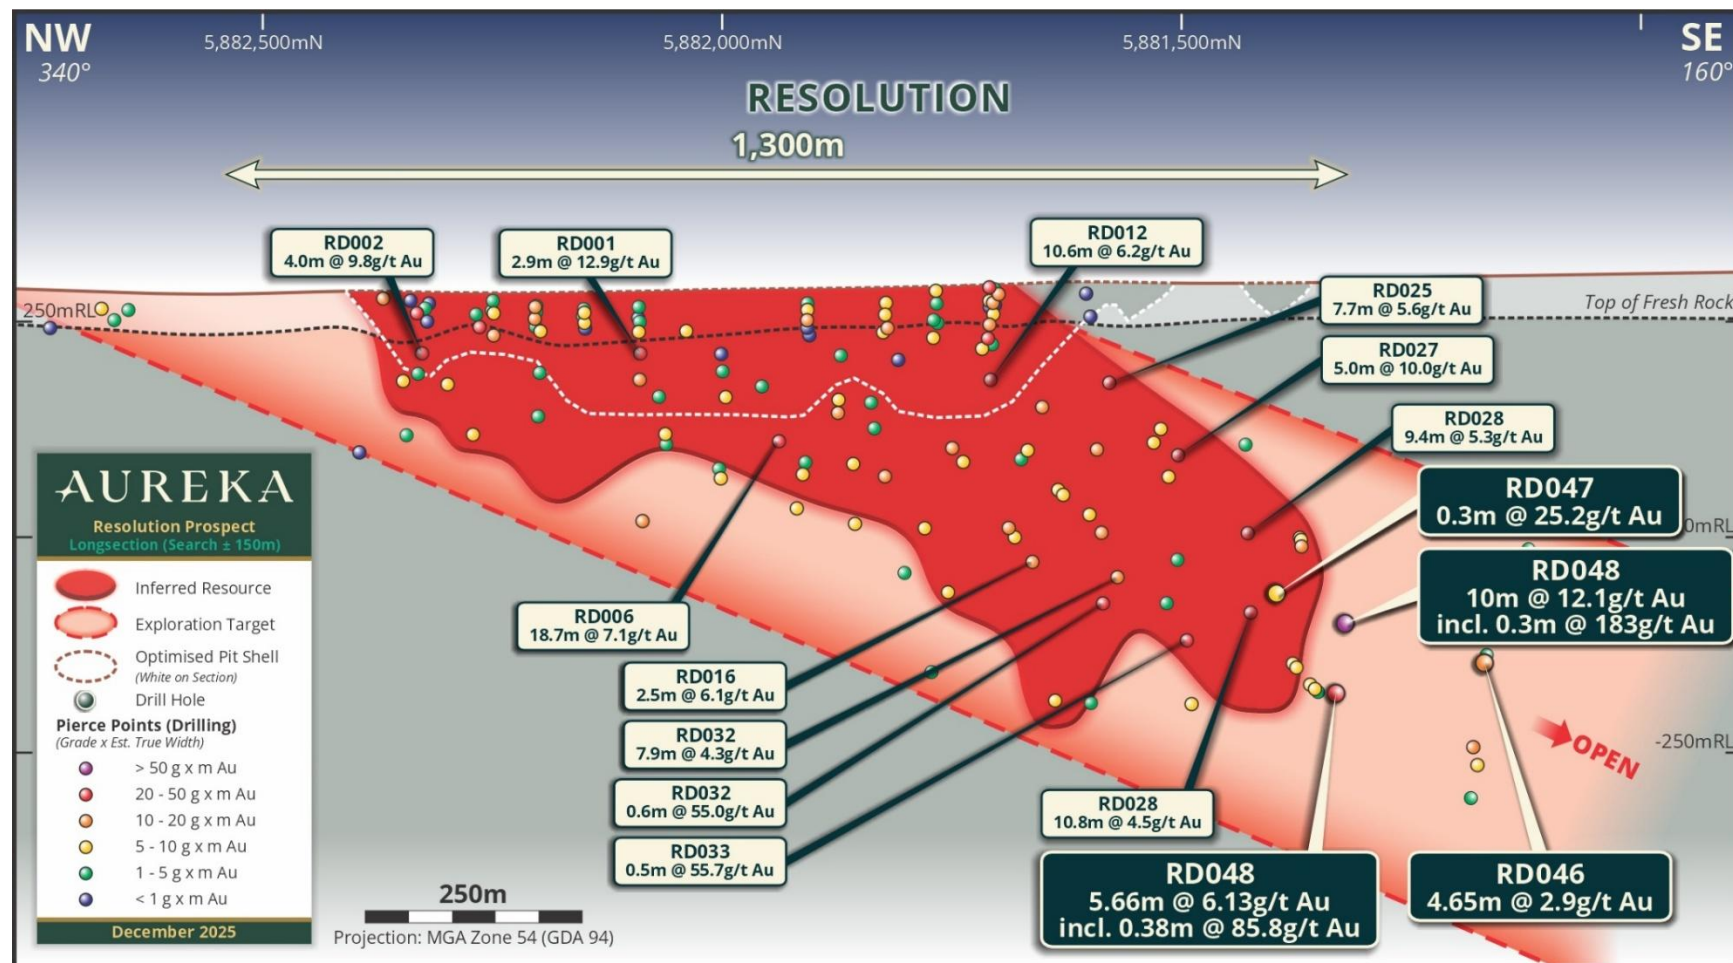 NW
340°
5,882,500mN
5,882,000mN
5,881,500mN
SE
160°
RESOLUTION
1,300m
RD002
4.0m @ 9.8g/t Au
RD001
2.9m @ 12.9g/t Au
RD012
10.6m @ 6.2g/t Au
RD025
7.7m @ 5.6g/t Au
250mRL
Top of Fresh Rock
RD027
5.0m @ 10.0g/t Au
RD028
9.4m @ 5.3g/t Au
RD047
0.3m @ 25.2g/t Au
RD048
10m @ 12.1g/t Au
incl. 0.3m @ 183g/t Au
RD006
18.7m @ 7.1g/t Au
RD016
2.5m @ 6.1g/t Au
RD032
7.9m @ 4.3g/t Au
RD032
0.6m @ 55.0g/t Au
RD033
0.5m @ 55.7g/t Au
RD028
10.8m @ 4.5g/t Au
-250mRL
OPEN
RD048
5.66m @ 6.13g/t Au
incl. 0.38m @ 85.8g/t Au
RD046
4.65m @ 2.9g/t Au
AUREKA
Resolution Prospect
Longsection (Search ± 150m)
Inferred Resource
Exploration Target
Optimised Pit Shell
(White on Section)
Drill Hole
Pierce Points (Drilling)
(Grade x Est. True Width)
> 50 g x m Au
20 - 50 g x m Au
10 - 20 g x m Au
5 - 10 g x m Au
1 - 5 g x m Au
< 1 g x m Au
December 2025
250m
Projection: MGA Zone 54 (GDA 94)